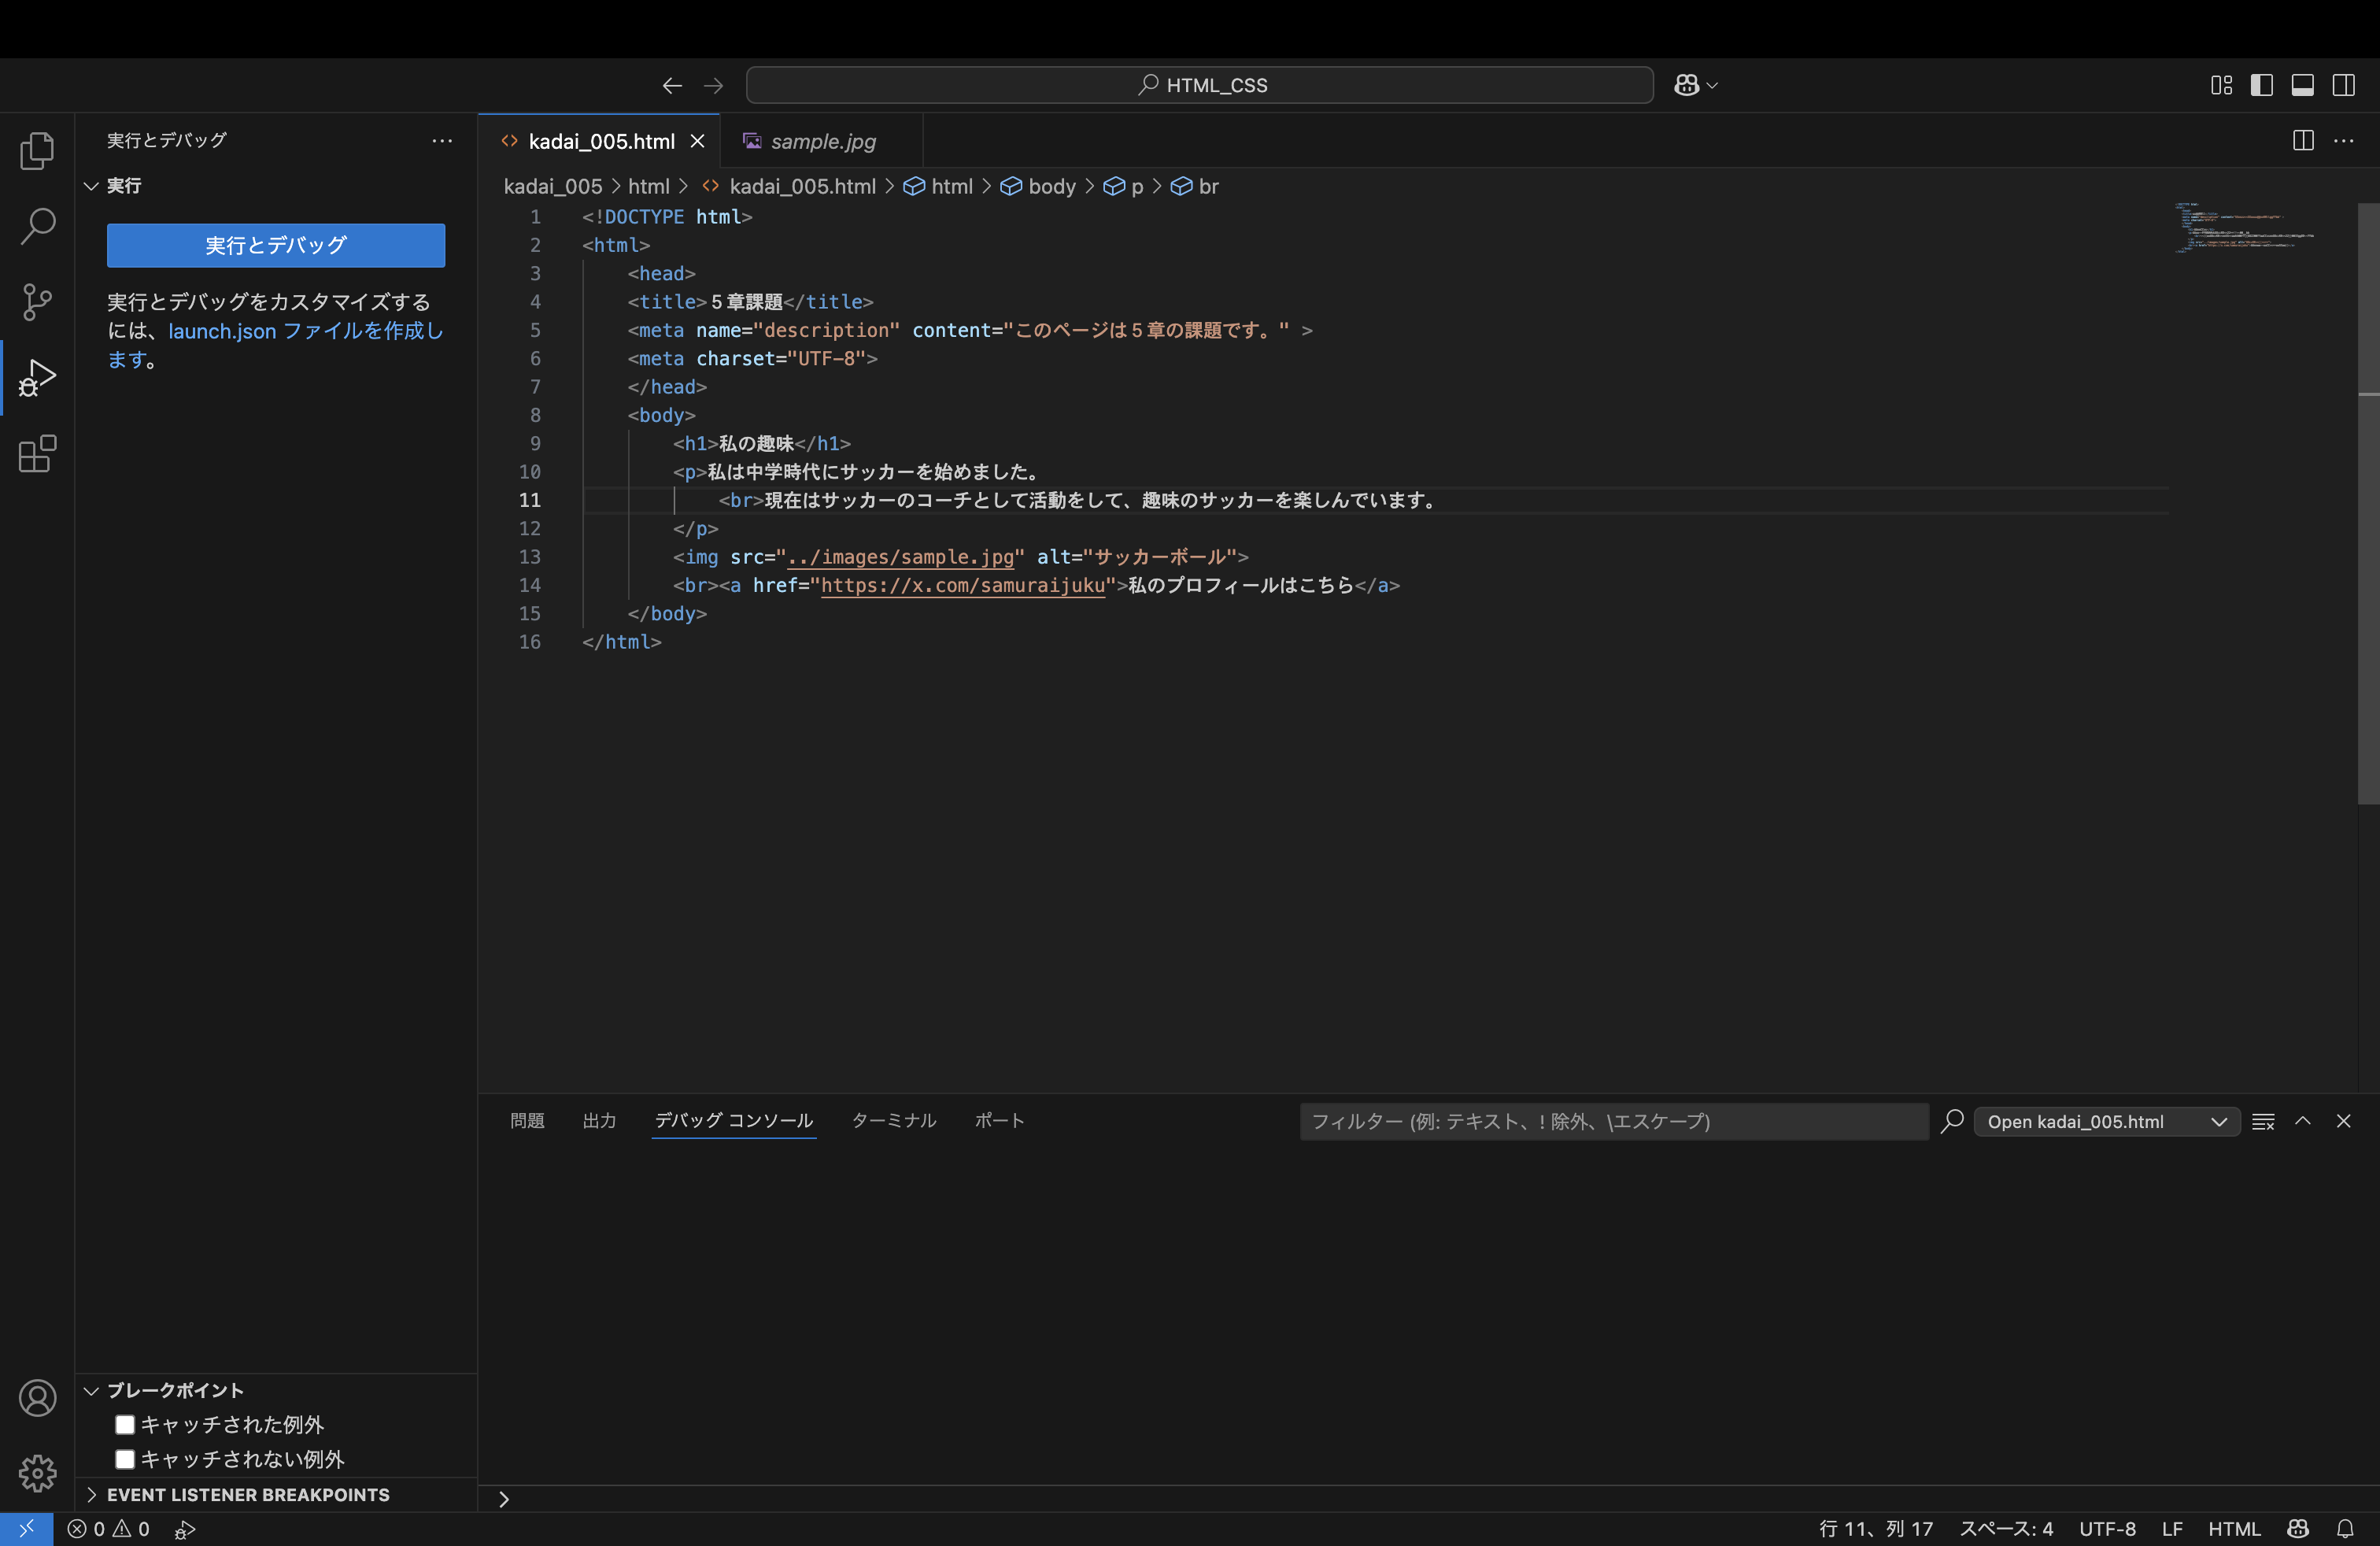 HTML_CSS
実行とデバッグ
実行
実行とデバッグ
実行とデバッグをカスタマイズする
には、launch.json ファイルを作成し
ます。
ブレークポイント
キャッチされた例外
キャッチされない例外
EVENT LISTENER BREAKPOINTS
kadai_005.html
sample.jpg
kadai_005 > html > kadai_005.html > html > body > p > br
1 <!DOCTYPE html>
2 <html>
3 <head>
4 <title>５章課題</title>
5 <meta name="description" content="このページは５章の課題です。" >
6 <meta charset="UTF-8">
7 </head>
8 <body>
9 <h1>私の趣味</h1>
10 <p>私は中学時代にサッカーを始めました。
11 <br>現在はサッカーのコーチとして活動をして、趣味のサッカーを楽しんでいます。
12 </p>
13 <img src="../images/sample.jpg" alt="サッカーボール">
14 <br><a href="https://x.com/samuraijuku">私のプロフィールはこちら</a>
15 </body>
16 </html>
問題 出力 デバッグ コンソール ターミナル ポート
フィルター (例: テキスト、! 除外、\エスケープ)
Open kadai_005.html
0 0
行 11、列 17 スペース: 4 UTF-8 LF HTML